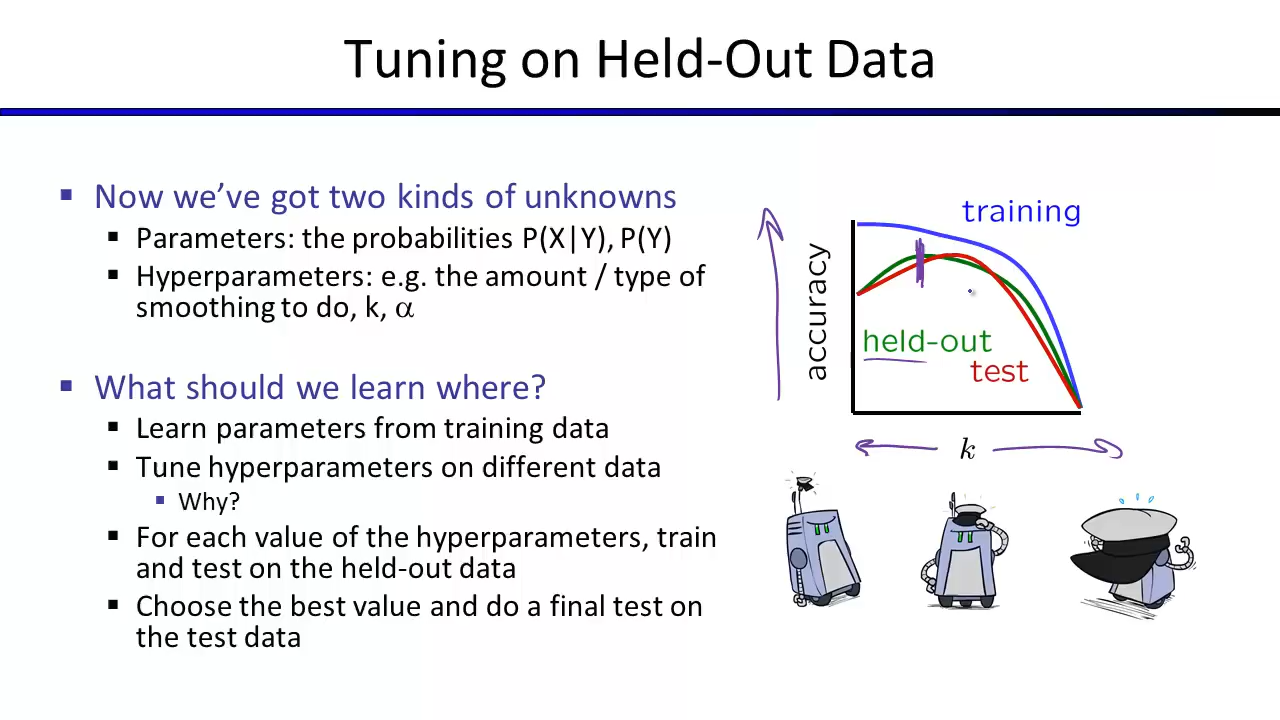 Tuning on Held-Out Data
Now we've got two kinds of unknowns
Parameters: the probabilities P(X|Y), P(Y)
Hyperparameters: e.g. the amount / type of
smoothing to do, k, α
What should we learn where?
Learn parameters from training data
Tune hyperparameters on different data
Why?
For each value of the hyperparameters, train
and test on the held-out data
Choose the best value and do a final test on
the test data
training
accuracy
held-out
test
k